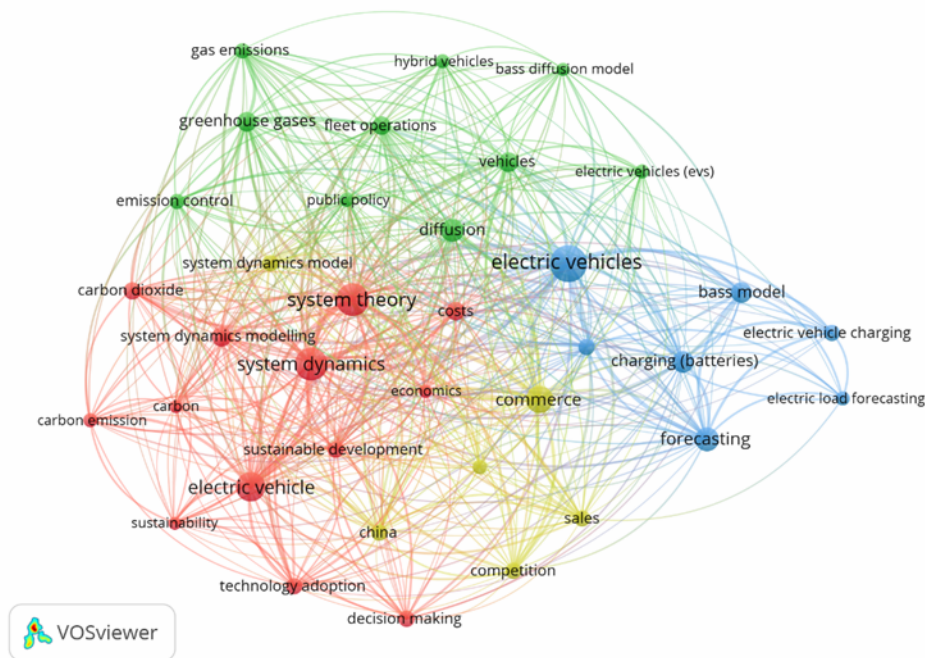 gas emissions
hybrid vehicles
bass diffusion model
greenhouse gases
fleet operations
vehicles
electric vehicles (evs)
emission control
public policy
diffusion
system dynamics model
electric vehicles
carbon dioxide
system theory
costs
bass model
system dynamics modelling
electric vehicle charging
system dynamics
charging (batteries)
economics
commerce
electric load forecasting
carbon
carbon emission
sustainable development
forecasting
electric vehicle
sustainability
china
sales
technology adoption
competition
decision making
VOSviewer